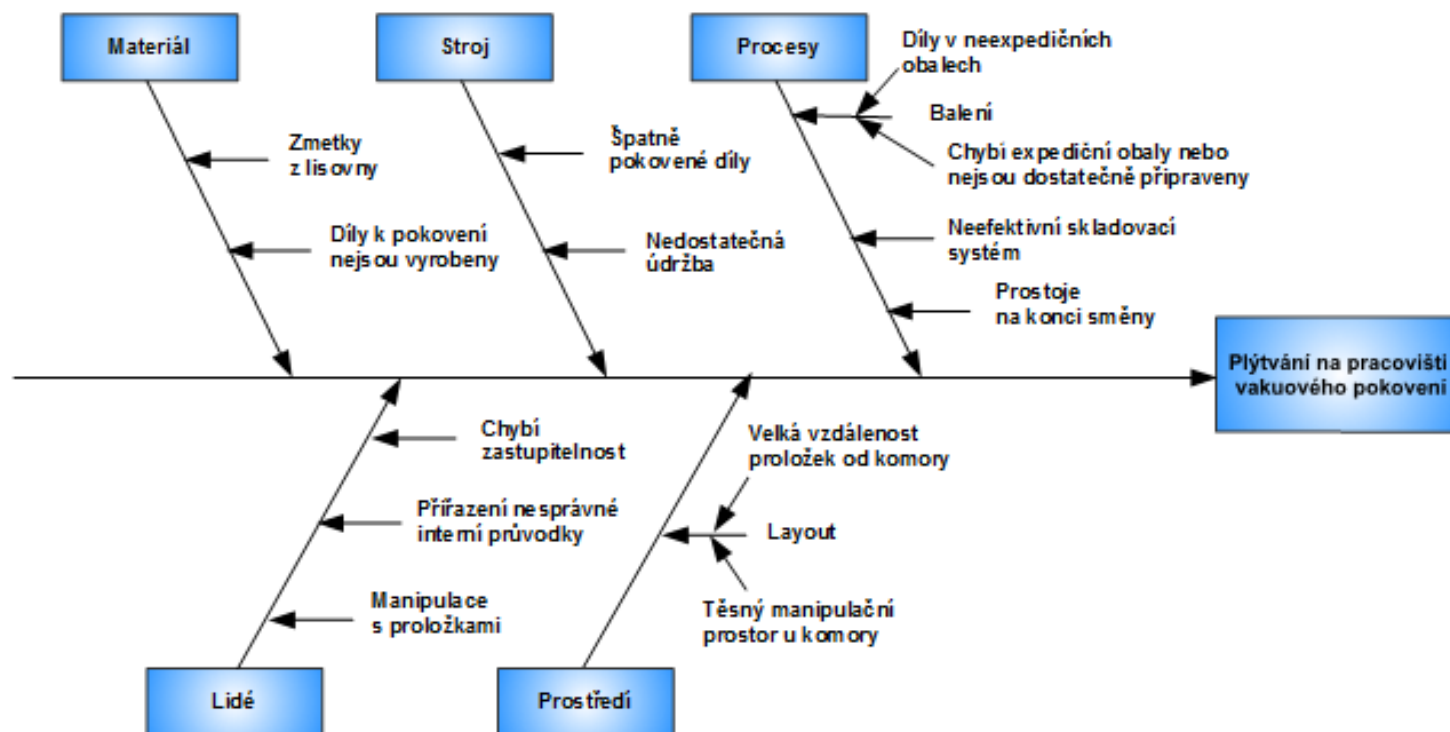 Materiál
Stroj
Procesy
Díly v neexpedičních
obalech
Balení
Chybí expediční obaly nebo
nejsou dostatečně připraveny
Zmetky
z lisovny
Špatně
pokovené díly
Díly k pokovení
nejsou vyrobeny
Nedostatečná
údržba
Neefektivní skladovací
systém
Prostoje
na konci směny
Plýtvání na pracovišti
vakuového pokovení
Chybí
zastupitelnost
Velká vzdálenost
proložek od komory
Přířazení nesprávné
interní průvodky
Layout
Manipulace
s proložkami
Těsný manipulační
prostor u komory
Lidé
Prostředí